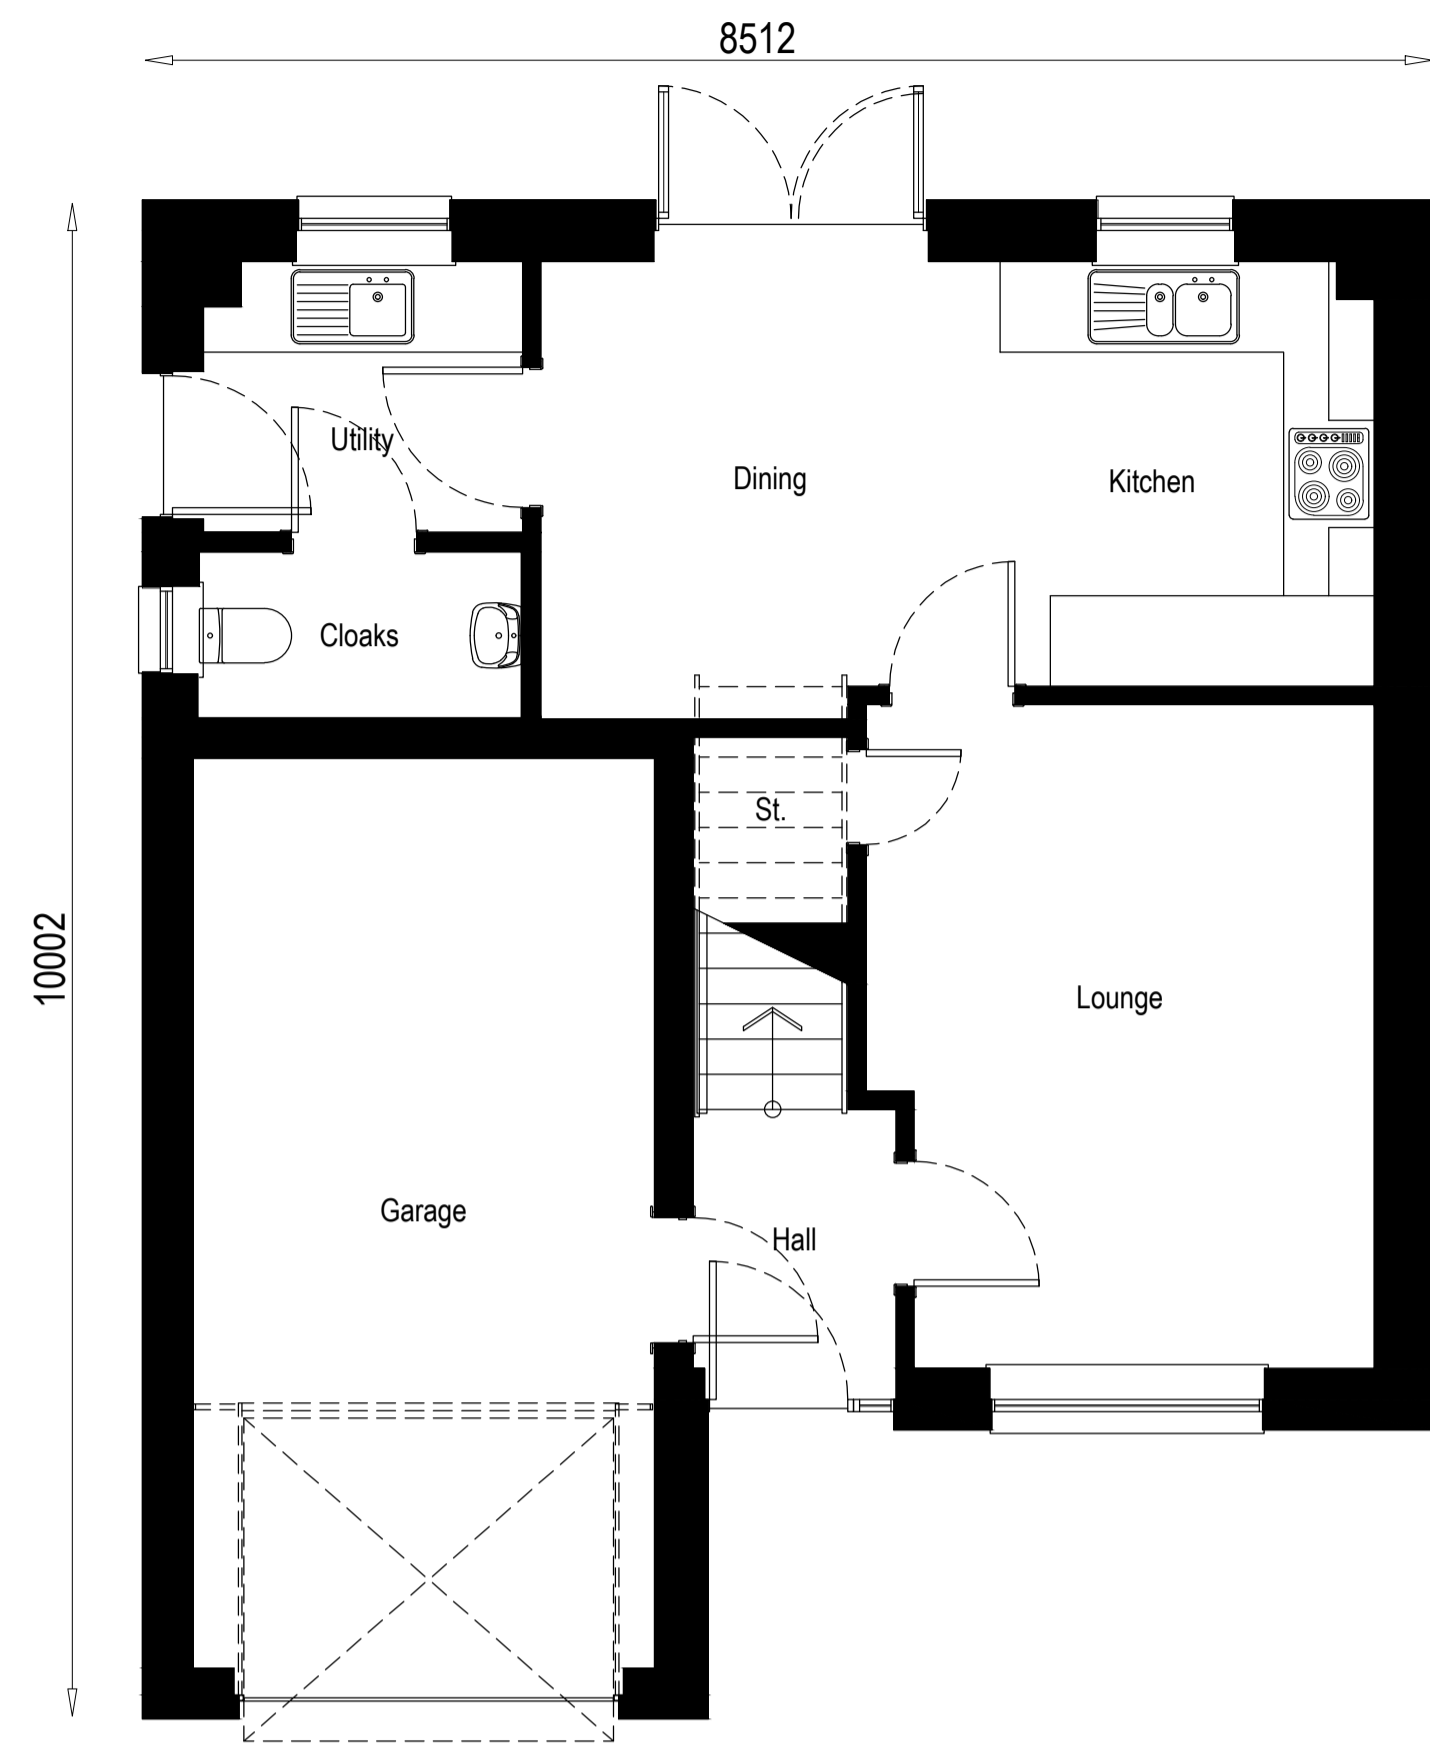 8512
Utility
Dining
Kitchen
Cloaks
St.
10002
Lounge
Garage
Hall